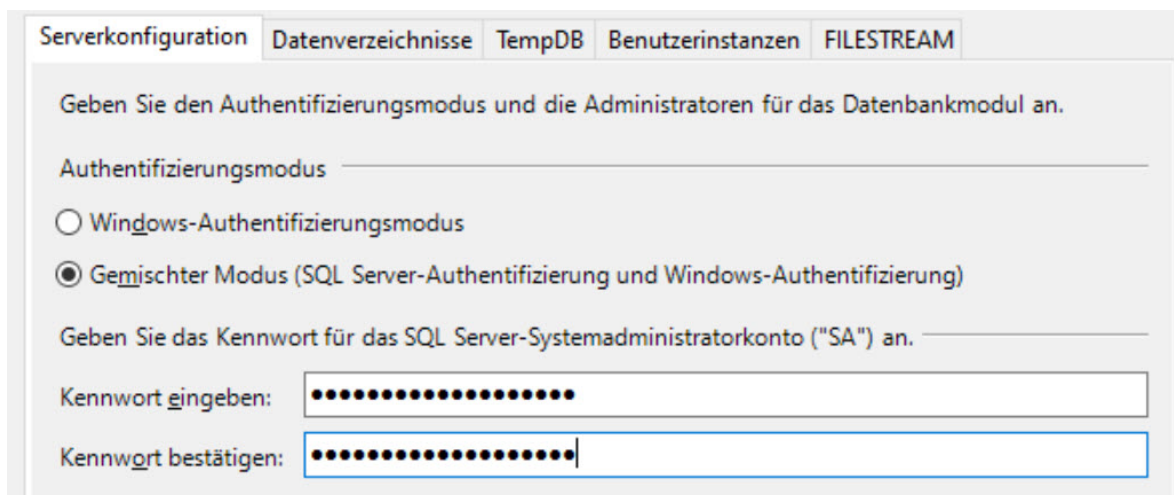 Serverkonfiguration Datenverzeichnisse TempDB Benutzerinstanzen FILESTREAM
Geben Sie den Authentifizierungsmodus und die Administratoren für das Datenbankmodul an.
Authentifizierungsmodus
Windows-Authentifizierungsmodus
Gemischter Modus (SQL Server-Authentifizierung und Windows-Authentifizierung)
Geben Sie das Kennwort für das SQL Server-Systemadministratorkonto ("SA") an.
Kennwort eingeben: ●●●●●●●●●●●●●●●●●●●
Kennwort bestätigen: ●●●●●●●●●●●●●●●●●●●